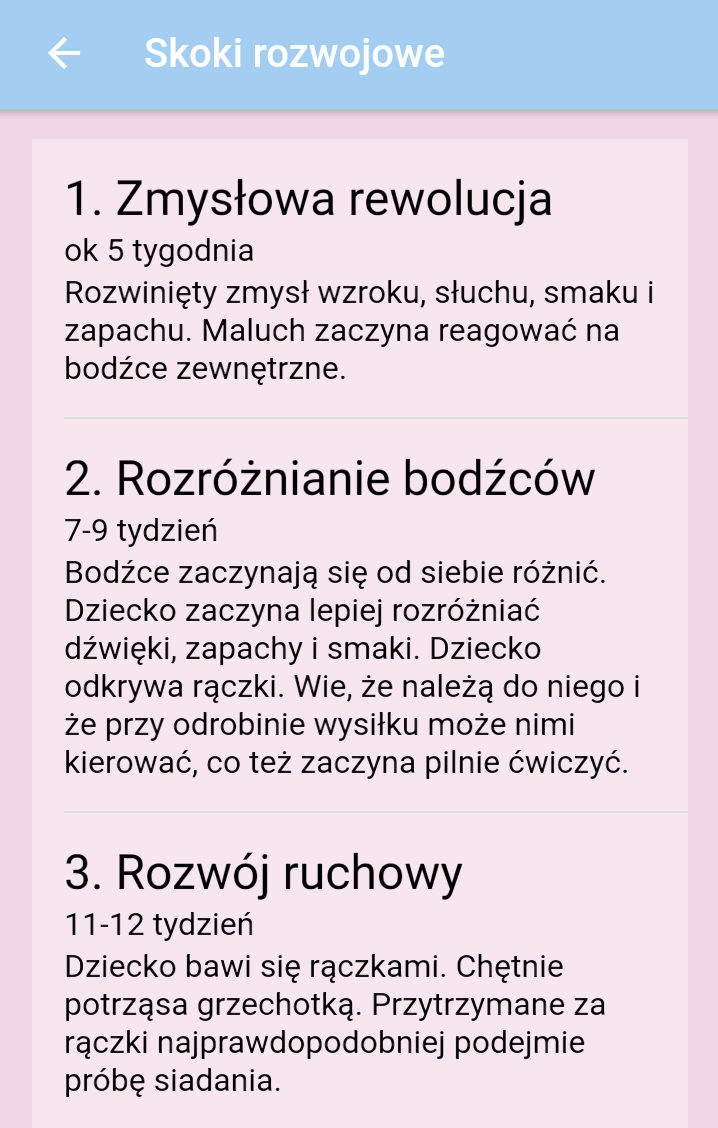 Skoki rozwojowe
1. Zmysłowa rewolucja
ok 5 tygodnia
Rozwinięty zmysł wzroku, słuchu, smaku i
zapachu. Maluch zaczyna reagować na
bodźce zewnętrzne.
2. Rozróżnianie bodźców
7-9 tydzień
Bodźce zaczynają się od siebie różnić.
Dziecko zaczyna lepiej rozróżniać
dźwięki, zapachy i smaki. Dziecko
odkrywa rączki. Wie, że należą do niego i
że przy odrobinie wysiłku może nimi
kierować, co też zaczyna pilnie ćwiczyć.
3. Rozwój ruchowy
11-12 tydzień
Dziecko bawi się rączkami. Chętnie
potrząsa grzechotką. Przytrzymane za
rączki najprawdopodobniej podejmie
próbę siadania.